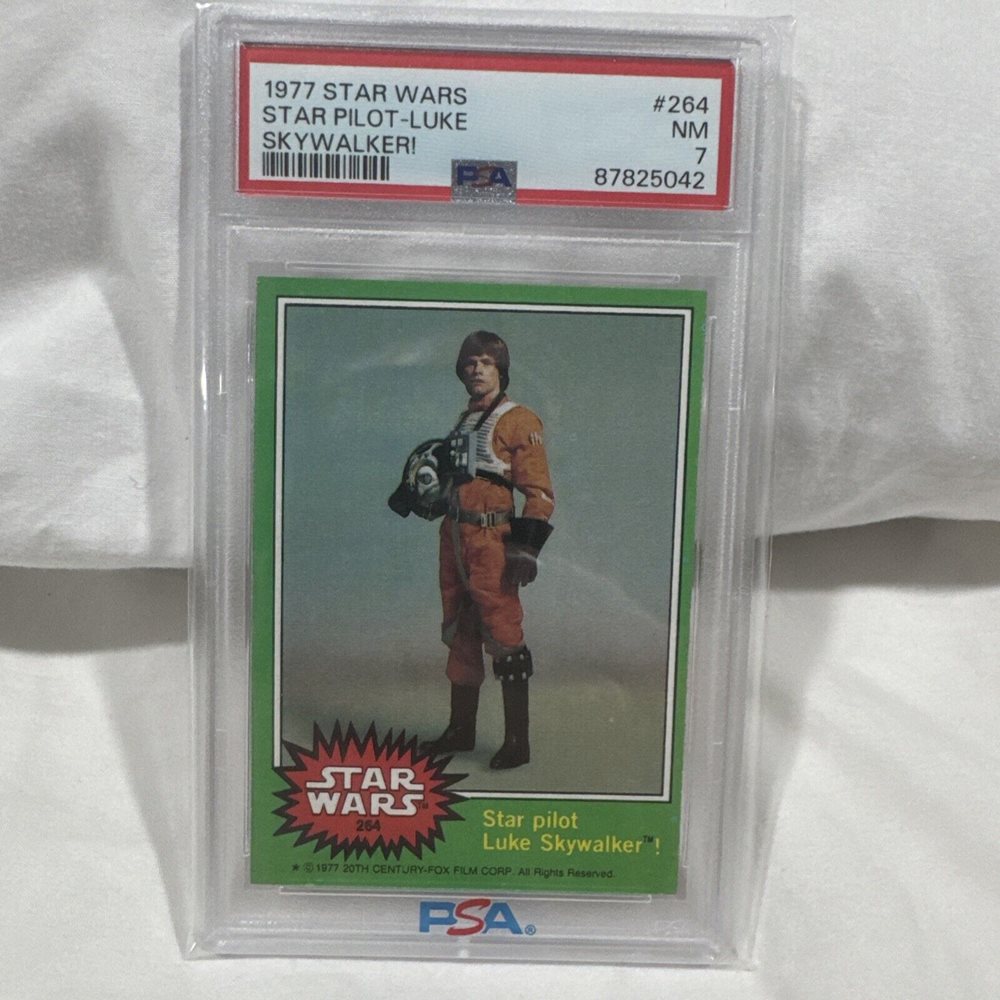 1977 STAR WARS
STAR PILOT-LUKE
SKYWALKER!
#264
NM
7
87825042
PSA
STAR
WARS
264
Star pilot
Luke Skywalker™!
* ©1977 20TH CENTURY-FOX FILM CORP. All Rights Reserved.
PSA®